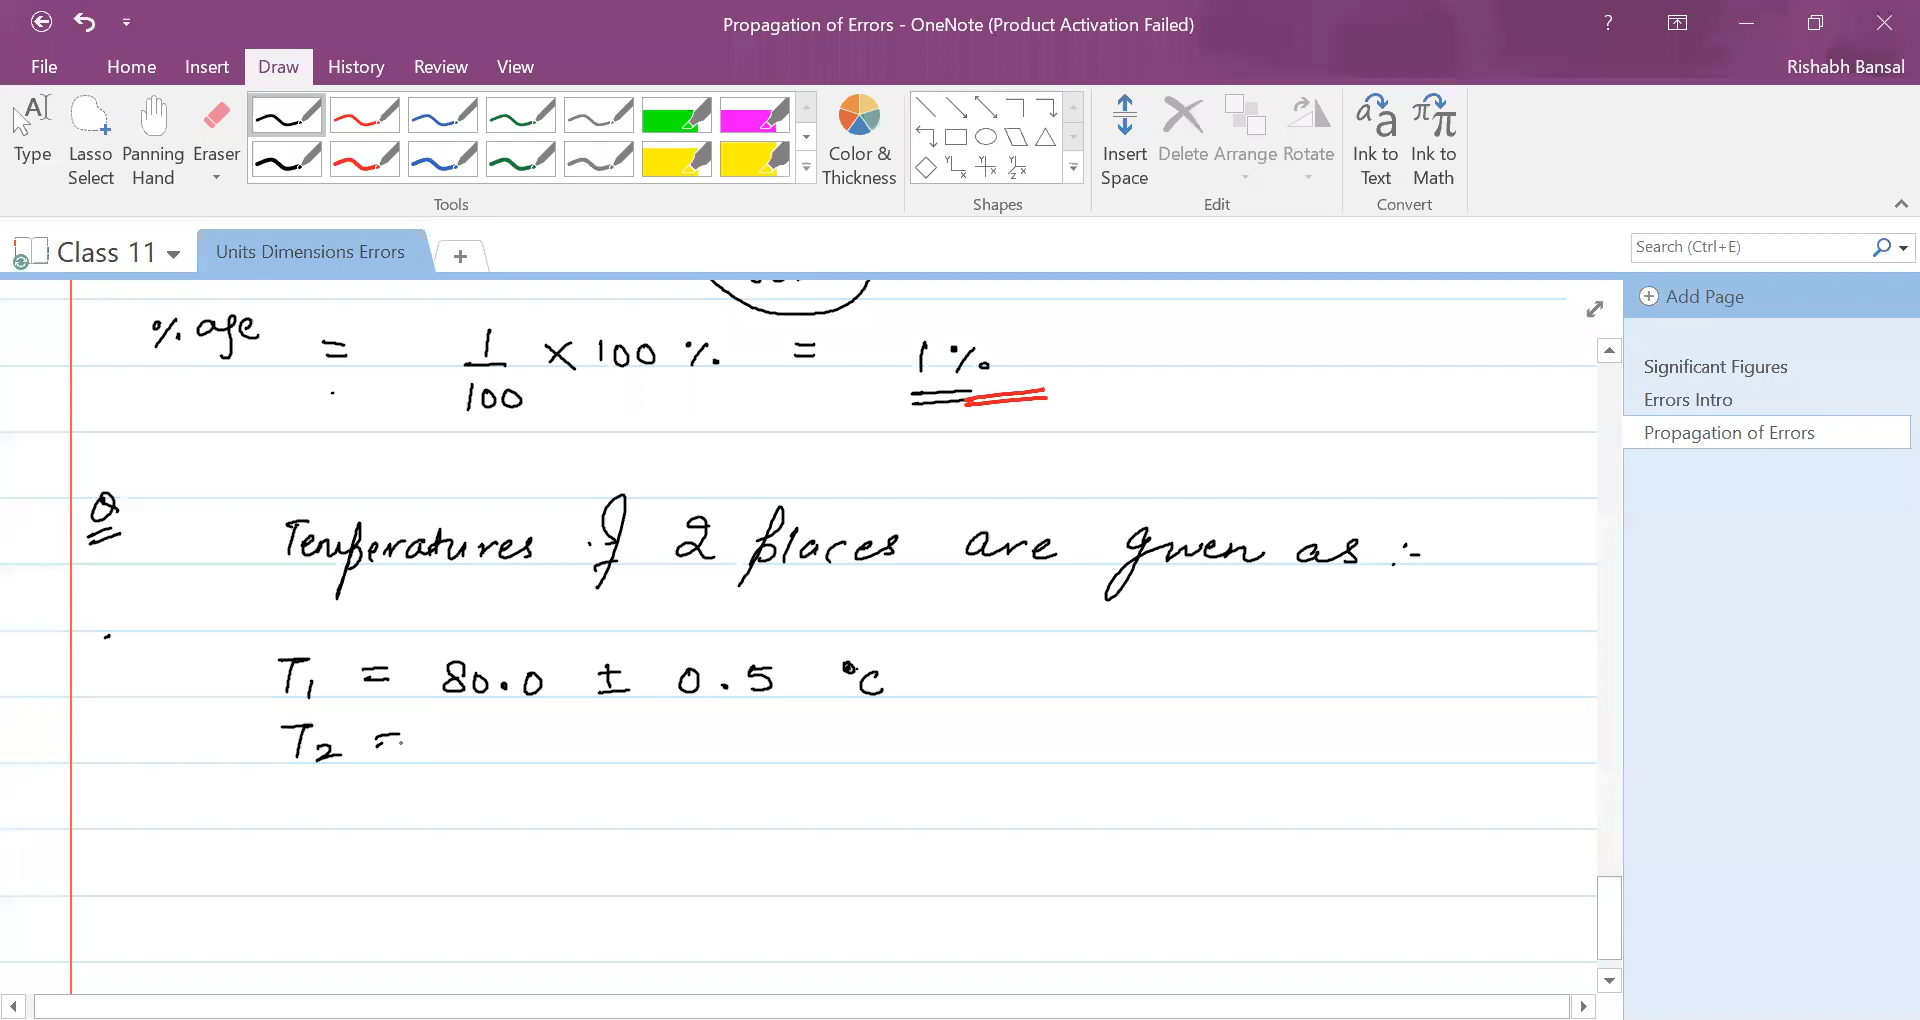 Propagation of Errors - OneNote (Product Activation Failed)
?
File Home Insert Draw History Review View
Rishabh Bansal
Type
Lasso Select
Panning Hand
Eraser
Color & Thickness
Insert Space
Delete
Arrange
Rotate
Ink to Text
Ink to Math
Tools
Shapes
Edit
Convert
Class 11
Units Dimensions Errors
+
Search (Ctrl+E)
Add Page
Significant Figures
Errors Intro
Propagation of Errors
% age = 1/100 × 100 % = 1%
Q Temperatures of 2 places are given as :-
T₁ = 80.0 ± 0.5 °C
T₂ =